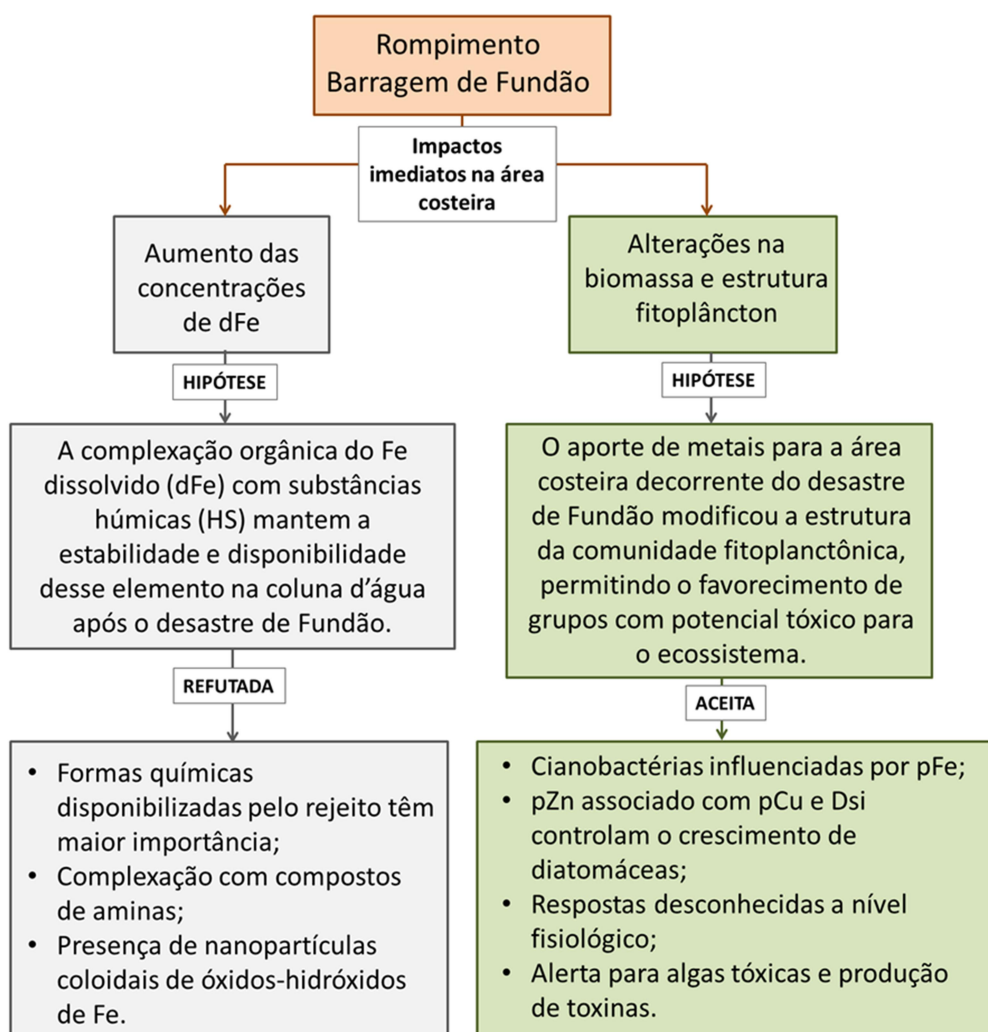 Rompimento
Barragem de Fundão
Impactos
imediatos na área
costeira
Aumento das
concentrações
de dFe
HIPÓTESE
A complexação orgânica do Fe
dissolvido (dFe) com substâncias
húmicas (HS) mantem a
estabilidade e disponibilidade
desse elemento na coluna d’água
após o desastre de Fundão.
REFUTADA
• Formas químicas
disponibilizadas pelo rejeito têm
maior importância;
• Complexação com compostos
de aminas;
• Presença de nanopartículas
coloidais de óxidos-hidróxidos
de Fe.
Alterações na
biomassa e estrutura
fitoplâncton
HIPÓTESE
O aporte de metais para a área
costeira decorrente do desastre
de Fundão modificou a estrutura
da comunidade fitoplanctônica,
permitindo o favorecimento de
grupos com potencial tóxico para
o ecossistema.
ACEITA
• Cianobactérias influenciadas por pFe;
• pZn associado com pCu e Dsi
controlam o crescimento de
diatomáceas;
• Respostas desconhecidas a nível
fisiológico;
• Alerta para algas tóxicas e produção
de toxinas.